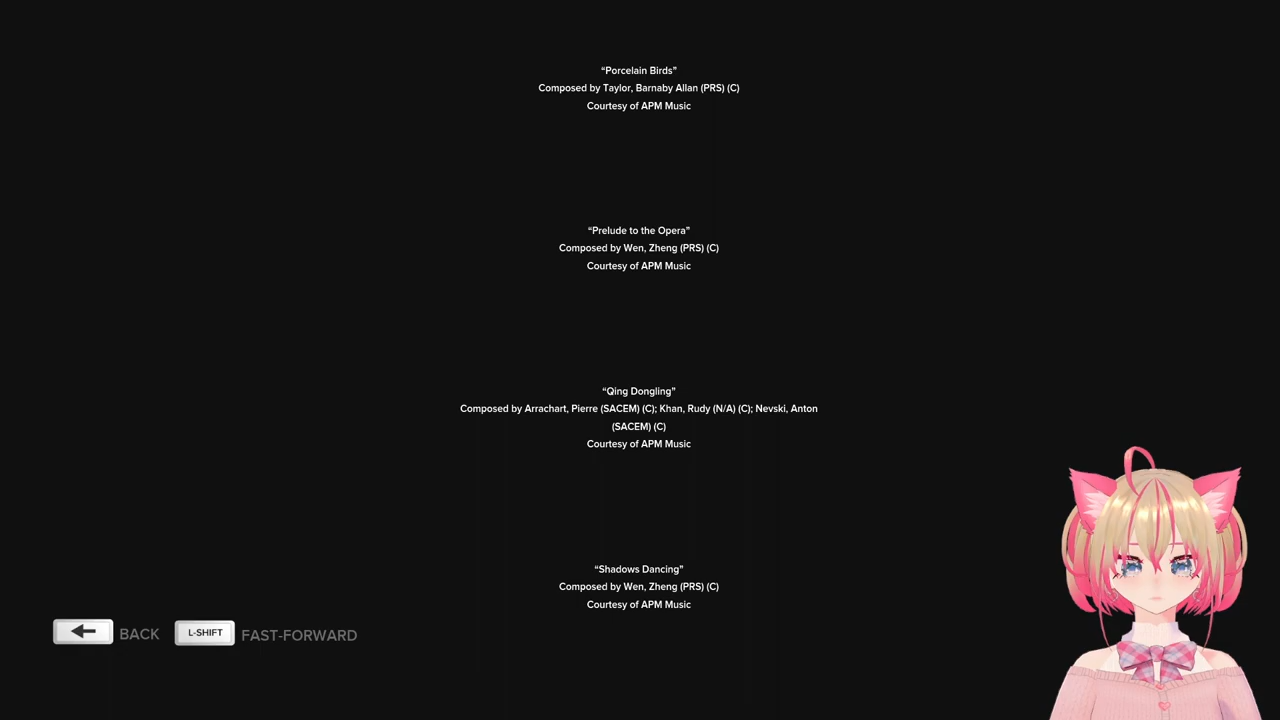 “Porcelain Birds”
Composed by Taylor, Barnaby Allan (PRS) (C)
Courtesy of APM Music
“Prelude to the Opera”
Composed by Wen, Zheng (PRS) (C)
Courtesy of APM Music
“Qing Dongling”
Composed by Arrachart, Pierre (SACEM) (C); Khan, Rudy (N/A) (C); Nevski, Anton
(SACEM) (C)
Courtesy of APM Music
“Shadows Dancing”
Composed by Wen, Zheng (PRS) (C)
Courtesy of APM Music
BACK L-SHIFT FAST-FORWARD